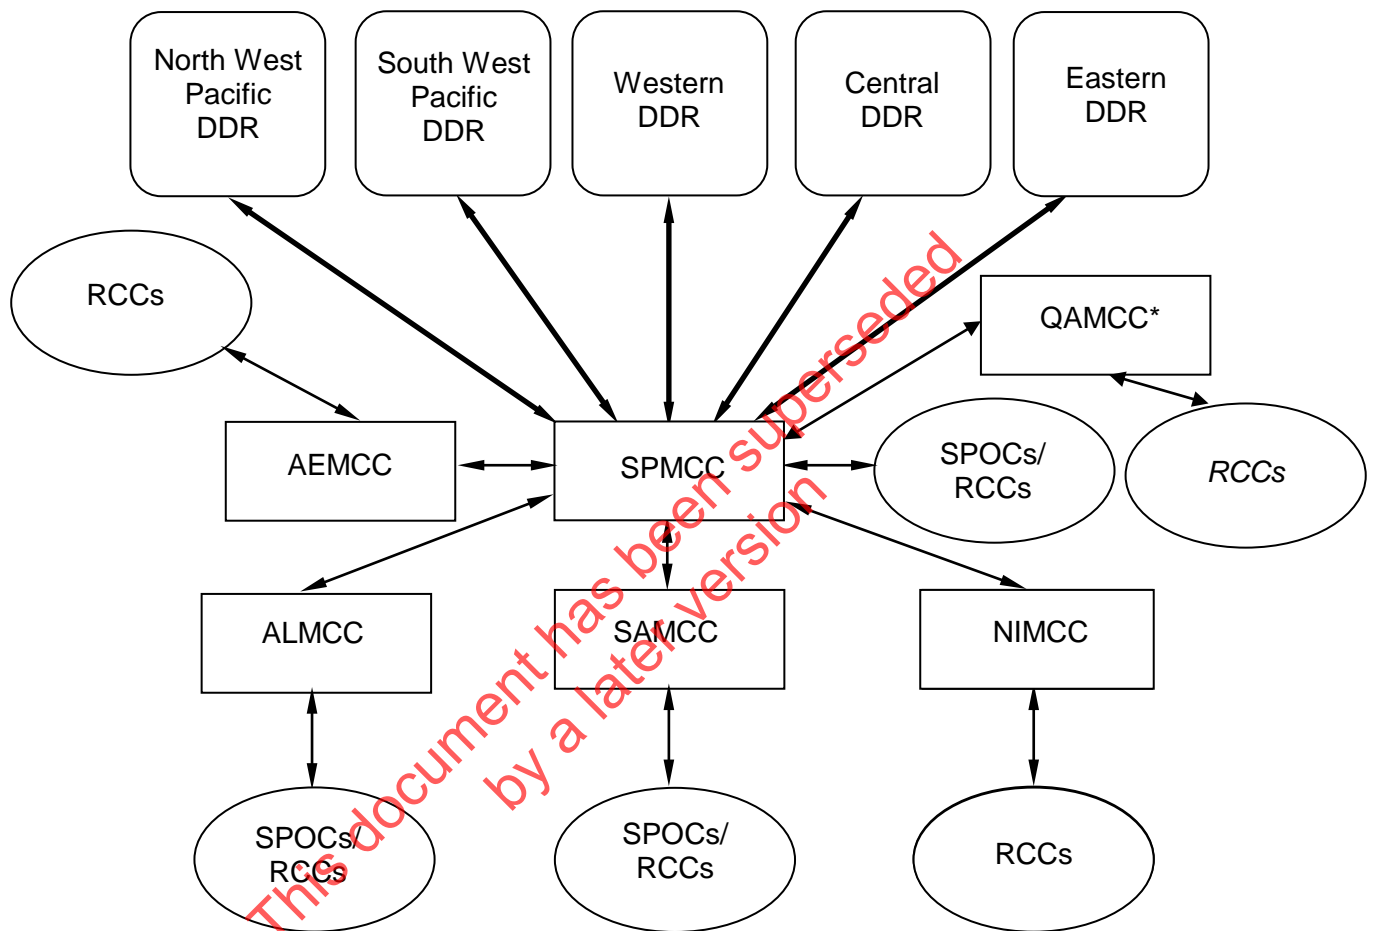 North West
Pacific
DDR
South West
Pacific
DDR
Western
DDR
Central
DDR
Eastern
DDR
RCCs
QAMCC*
AEMCC
SPMCC
SPOCs/
RCCs
RCCs
ALMCC
SAMCC
NIMCC
SPOCs/
RCCs
SPOCs/
RCCs
RCCs
This document has been superseded
by a later version